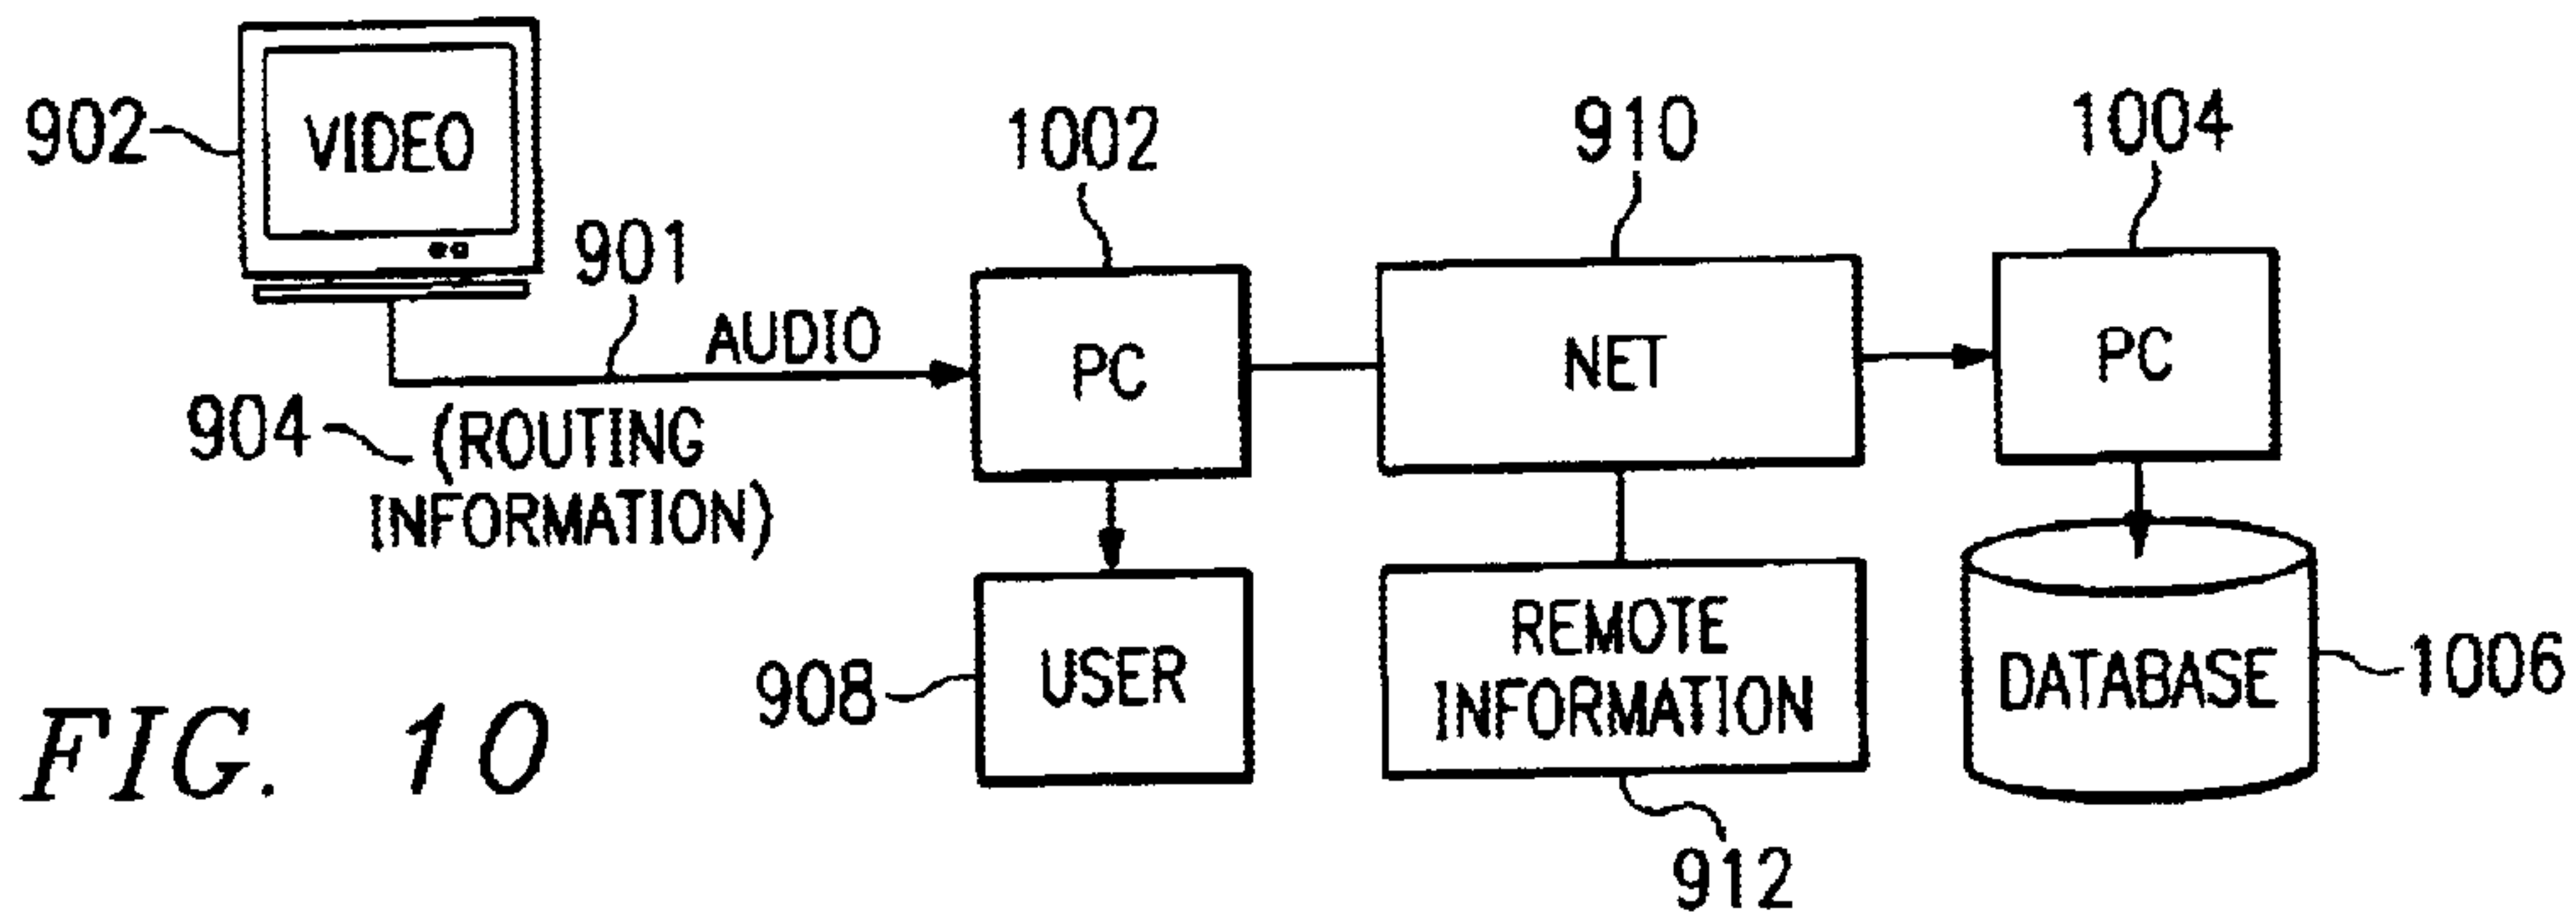 902
VIDEO
901
AUDIO
904
(ROUTING
INFORMATION)
1002
PC
908
USER
910
NET
REMOTE
INFORMATION
912
1004
PC
DATABASE
1006
FIG. 10